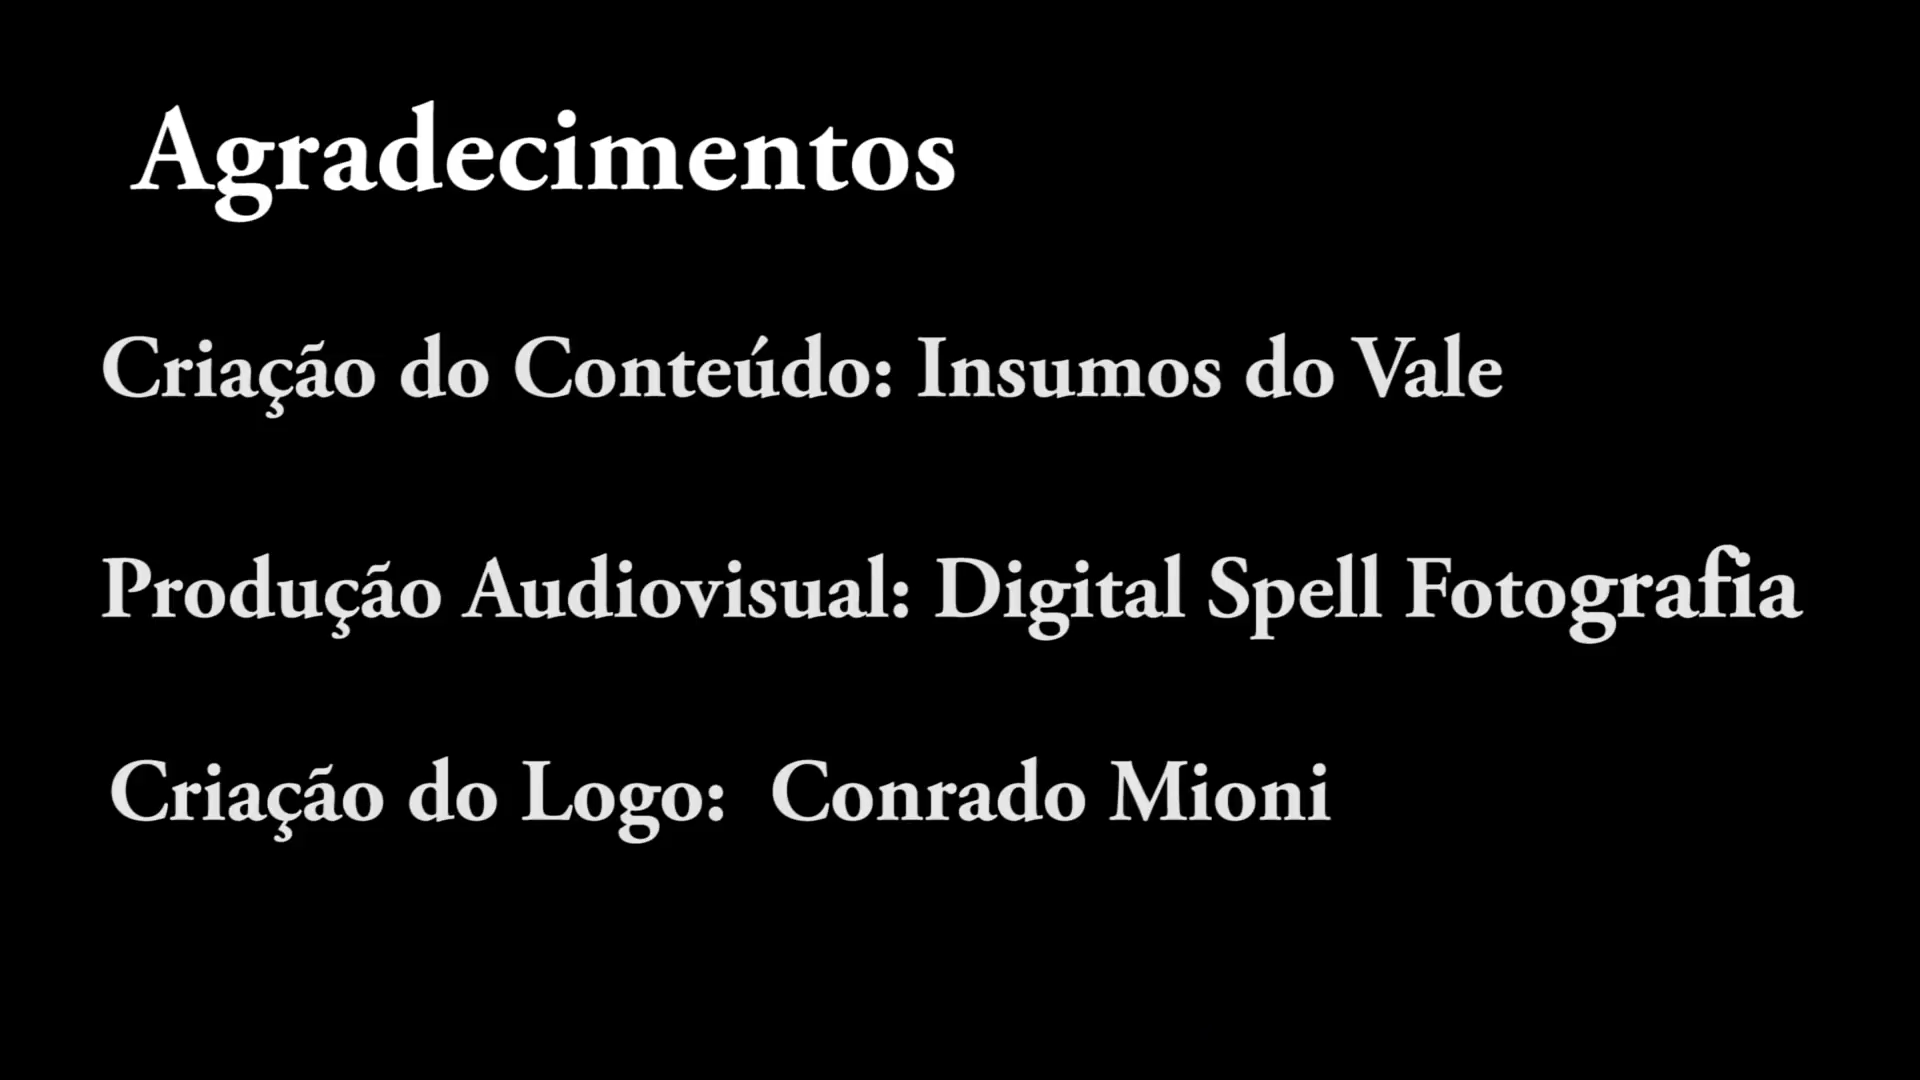 Agradecimentos
Criação do Conteúdo: Insumos do Vale
Produção Audiovisual: Digital Spell Fotografia
Criação do Logo:  Conrado Mioni